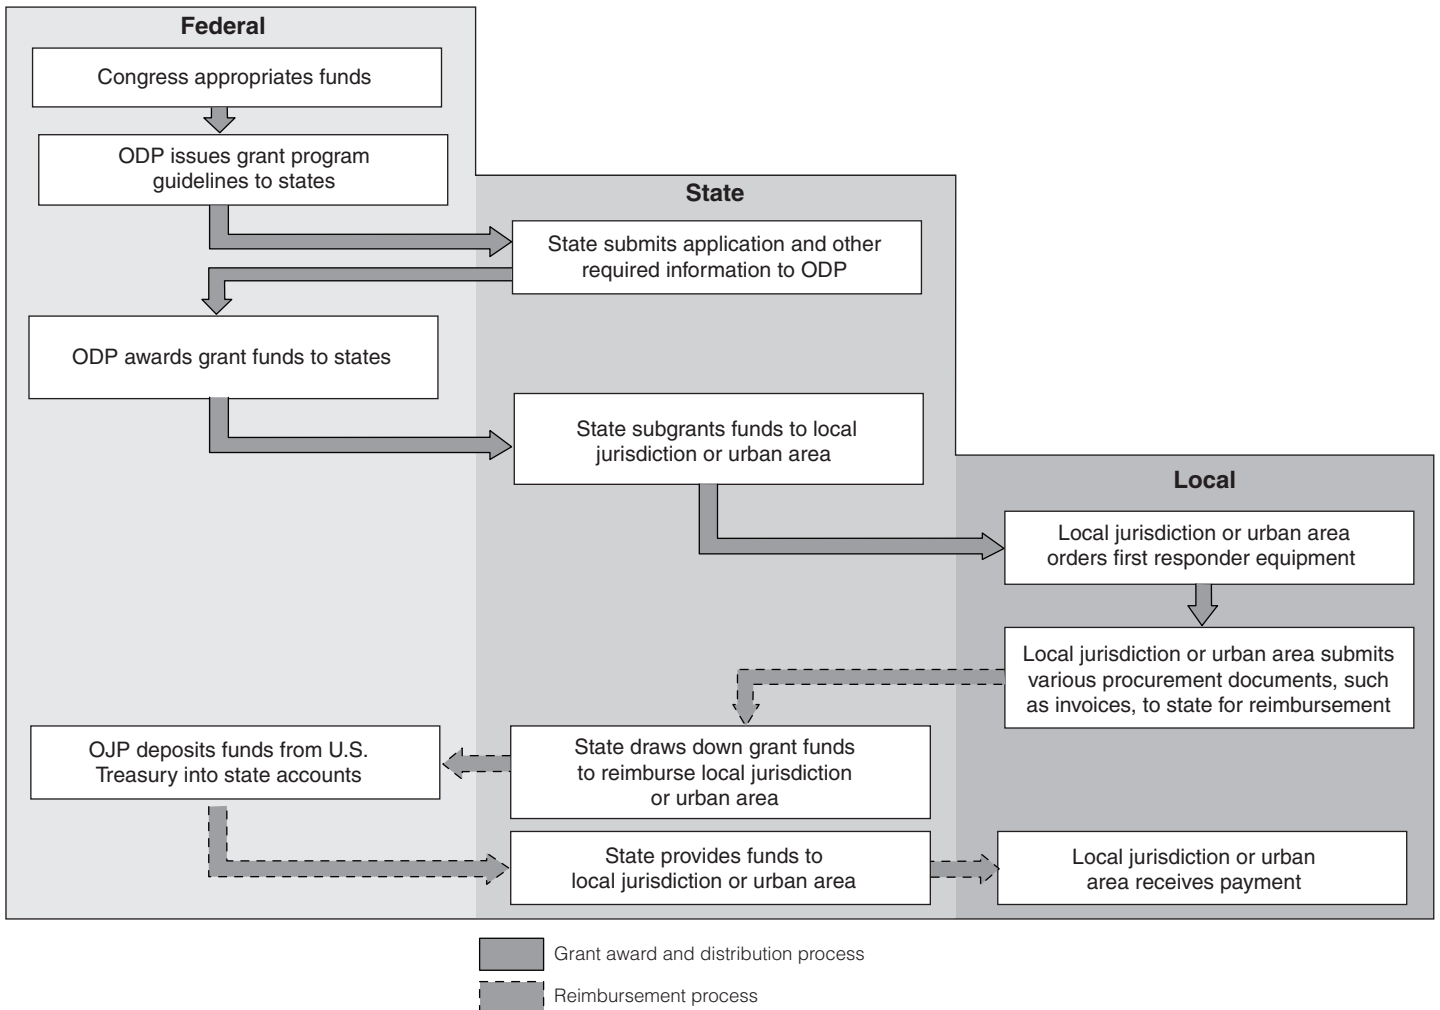 Federal
Congress appropriates funds
ODP issues grant program
guidelines to states
State
State submits application and other
required information to ODP
ODP awards grant funds to states
State subgrants funds to local
jurisdiction or urban area
Local
Local jurisdiction or urban area
orders first responder equipment
Local jurisdiction or urban area submits
various procurement documents, such
as invoices, to state for reimbursement
State draws down grant funds
to reimburse local jurisdiction
or urban area
OJP deposits funds from U.S.
Treasury into state accounts
State provides funds to
local jurisdiction or urban area
Local jurisdiction or urban
area receives payment
Grant award and distribution process
Reimbursement process